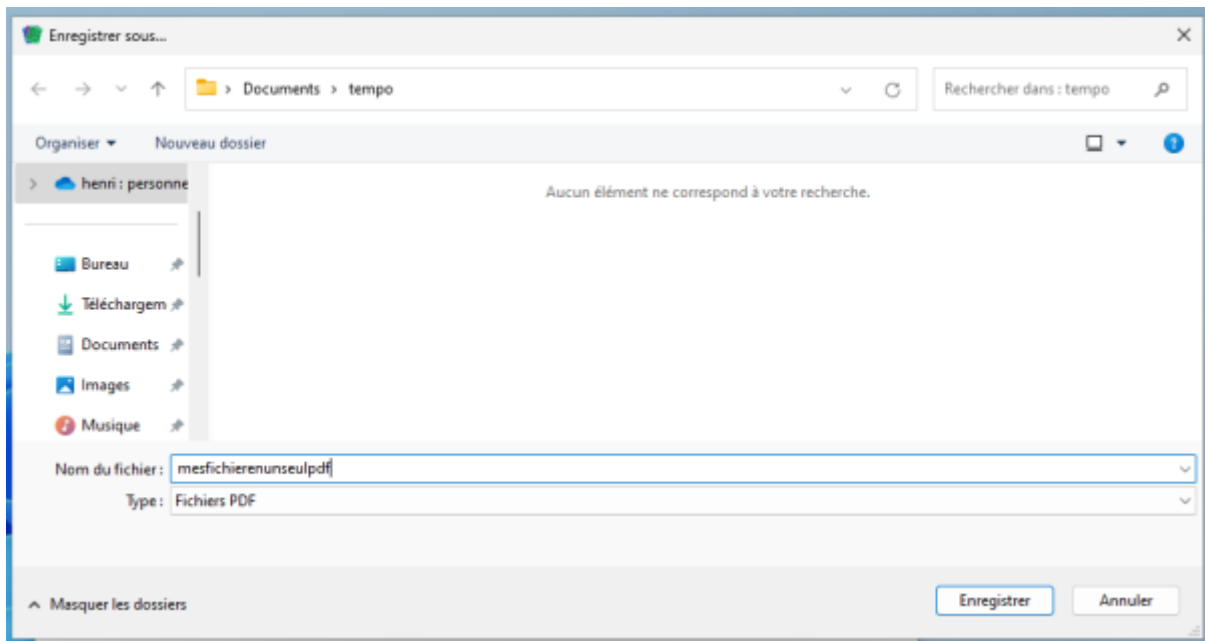 Enregistrer sous...
Documents > tempo
Rechercher dans : tempo
Organiser
Nouveau dossier
henri : personne
Aucun élément ne correspond à votre recherche.
Bureau
Téléchargem
Documents
Images
Musique
Nom du fichier : mesfichierenunseulpdf
Type : Fichiers PDF
Masquer les dossiers
Enregistrer
Annuler